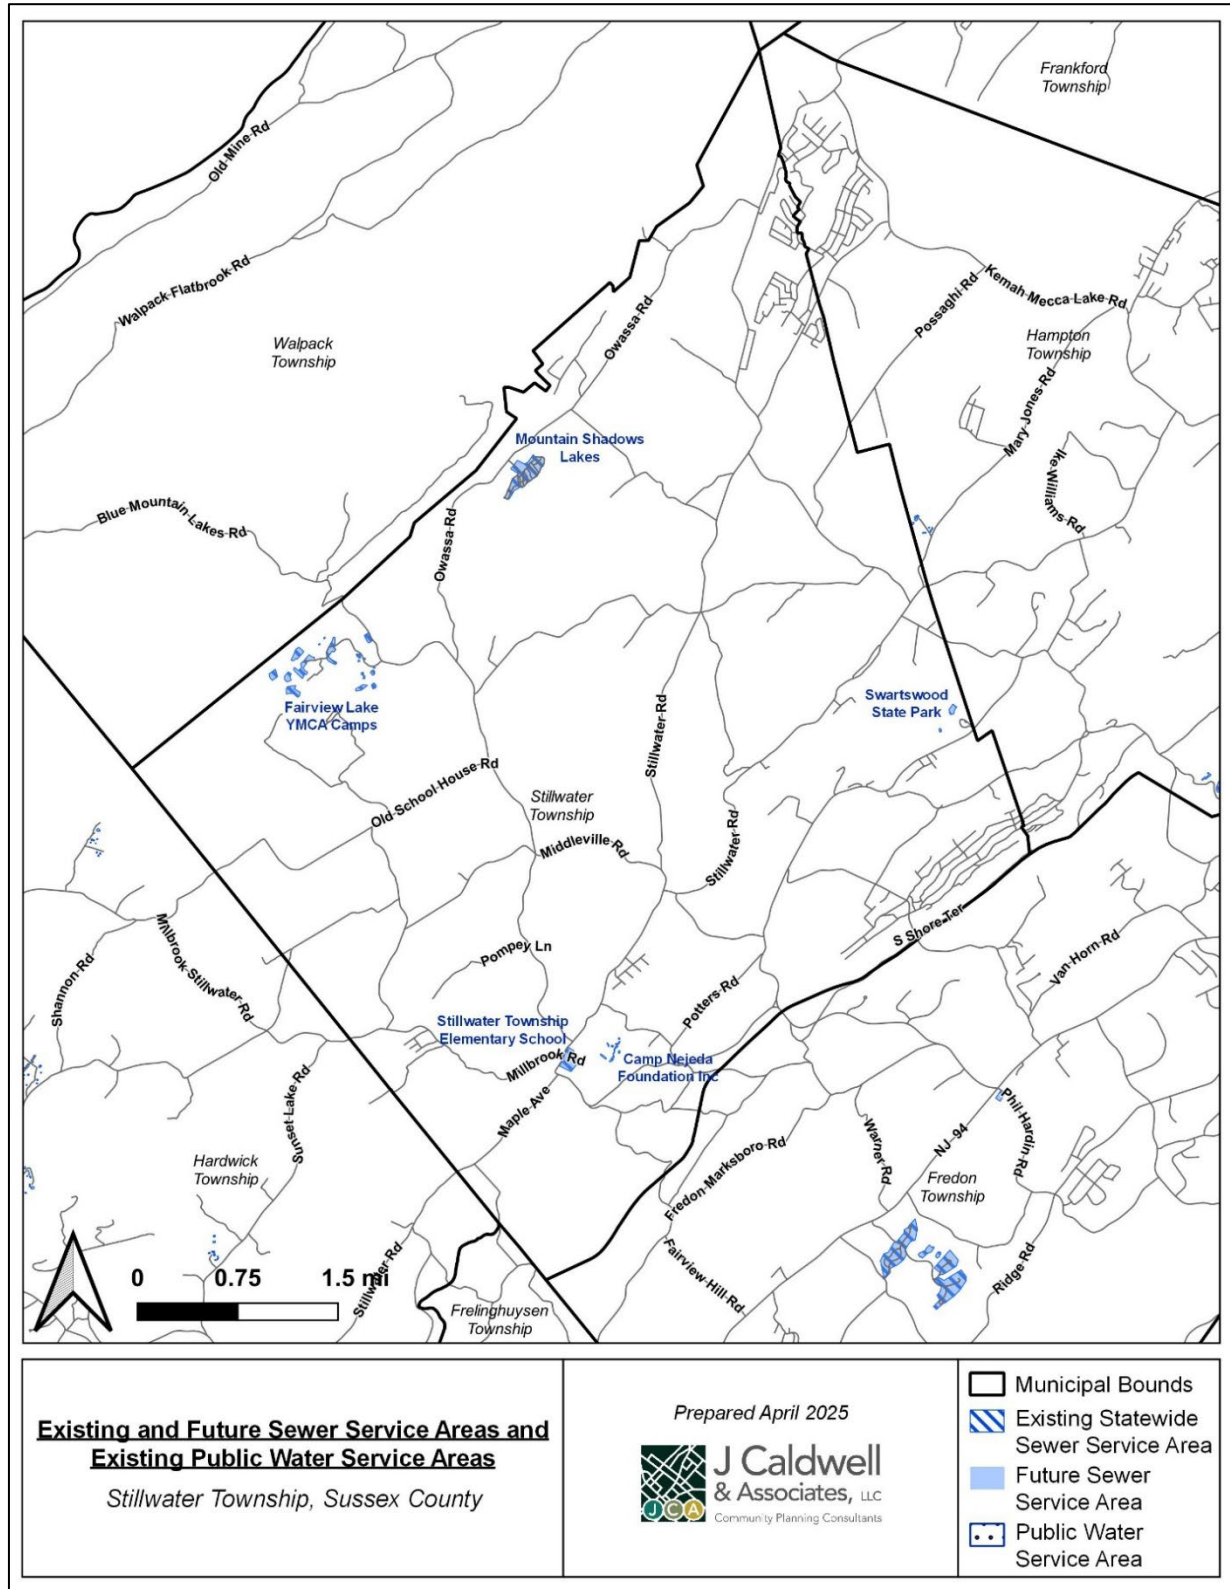 Frankford
Township
Old Mine Rd
Walpack-Flatbrook Rd
Walpack
Township
Owassa-Rd
Possaghi Rd
Kemah-Mecca-Lake-Rd
Hampton
Township
Mary-Jones-Rd
Ike-Williams-Rd
Mountain Shadows
Lakes
Blue-Mountain-Lakes-Rd
Owassa-Rd
Fairview Lake
YMCA Camps
Swartswood
State Park
Stillwater-Rd
Old-School-House-Rd
Stillwater
Township
Middleville-Rd
Stillwater-Rd
S Shore-Ter
Van-Horn-Rd
Millbrook-Stillwater-Rd
Shannon-Rd
Pompey Ln
Potters-Rd
Stillwater Township
Elementary School
Millbrook Rd
Camp Nejeda
Foundation Inc
Maple-Ave
Sunset-Lake-Rd
Hardwick
Township
Fredon-Marksboro-Rd
Warner-Rd
NJ-94
Phil-Hardin-Rd
Fredon
Township
Fairview-Hill-Rd
Ridge-Rd
Stillwater-Rd
Frelinghuysen
Township
0 0.75 1.5 mi
Existing and Future Sewer Service Areas and
Existing Public Water Service Areas
Stillwater Township, Sussex County
Prepared April 2025
JCA
J Caldwell
& Associates, LLC
Community Planning Consultants
Municipal Bounds
Existing Statewide
Sewer Service Area
Future Sewer
Service Area
Public Water
Service Area